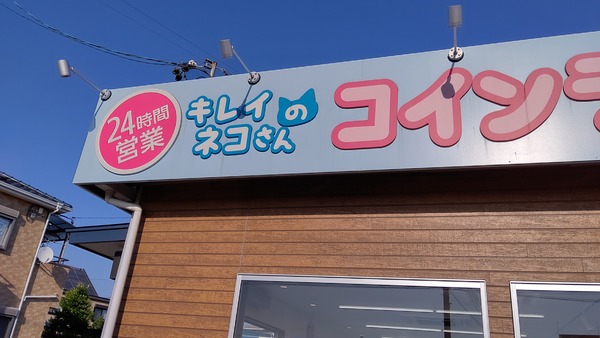 24時間
営業
キレイの
ネコさん
コイン